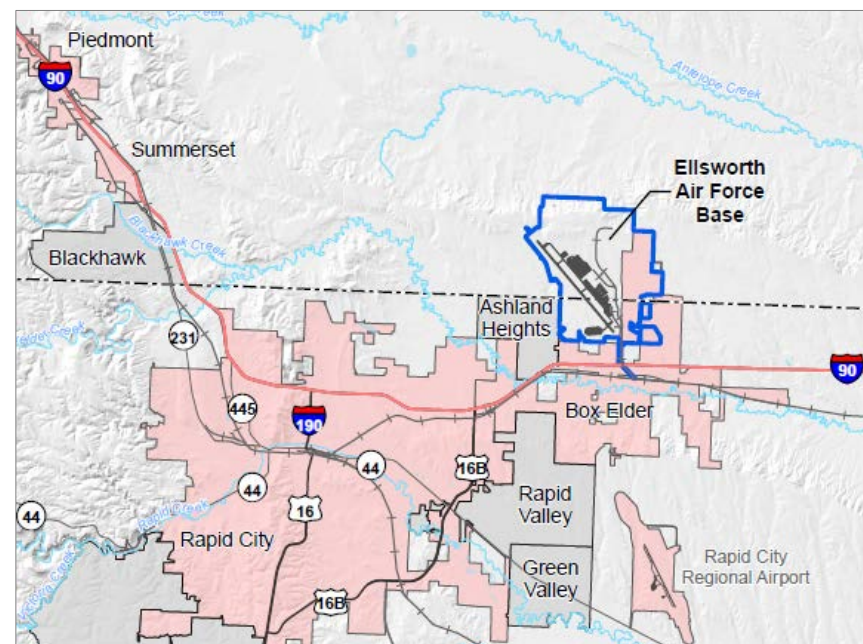 Piedmont
90
Antelope Creek
Summerset
Ellsworth
Air Force
Base
Blackhawk Creek
Blackhawk
Ashland
Heights
231
90
445
190
Box Elder
44
16B
44
16
Rapid
Valley
44
Rapid Creek
Rapid City
Rapid City
Regional Airport
Green
Valley
16B